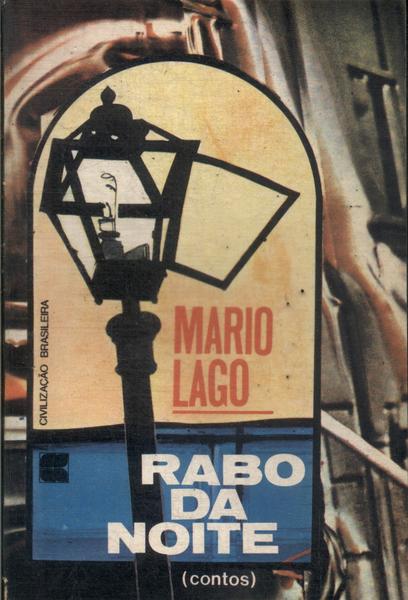 CIVILIZAÇÃO BRASILEIRA
MARIO
LAGO
RABO
DA
NOITE
(contos)